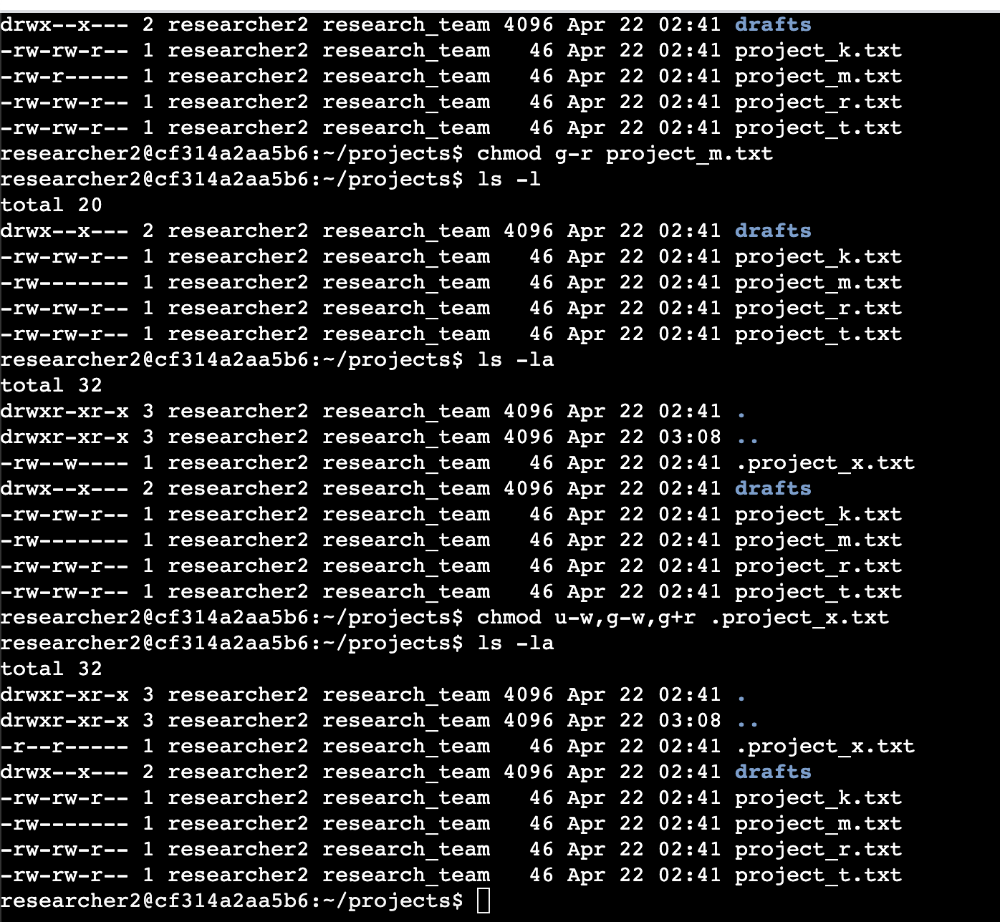 drwx--x--- 2 researcher2 research_team 4096 Apr 22 02:41 drafts
-rw-rw-r-- 1 researcher2 research_team   46 Apr 22 02:41 project_k.txt
-rw-r----- 1 researcher2 research_team   46 Apr 22 02:41 project_m.txt
-rw-rw-r-- 1 researcher2 research_team   46 Apr 22 02:41 project_r.txt
-rw-rw-r-- 1 researcher2 research_team   46 Apr 22 02:41 project_t.txt
researcher2@cf314a2aa5b6:~/projects$ chmod g-r project_m.txt
researcher2@cf314a2aa5b6:~/projects$ ls -l
total 20
drwx--x--- 2 researcher2 research_team 4096 Apr 22 02:41 drafts
-rw-rw-r-- 1 researcher2 research_team   46 Apr 22 02:41 project_k.txt
-rw------- 1 researcher2 research_team   46 Apr 22 02:41 project_m.txt
-rw-rw-r-- 1 researcher2 research_team   46 Apr 22 02:41 project_r.txt
-rw-rw-r-- 1 researcher2 research_team   46 Apr 22 02:41 project_t.txt
researcher2@cf314a2aa5b6:~/projects$ ls -la
total 32
drwxr-xr-x 3 researcher2 research_team 4096 Apr 22 02:41 .
drwxr-xr-x 3 researcher2 research_team 4096 Apr 22 03:08 ..
-rw--w---- 1 researcher2 research_team   46 Apr 22 02:41 .project_x.txt
drwx--x--- 2 researcher2 research_team 4096 Apr 22 02:41 drafts
-rw-rw-r-- 1 researcher2 research_team   46 Apr 22 02:41 project_k.txt
-rw------- 1 researcher2 research_team   46 Apr 22 02:41 project_m.txt
-rw-rw-r-- 1 researcher2 research_team   46 Apr 22 02:41 project_r.txt
-rw-rw-r-- 1 researcher2 research_team   46 Apr 22 02:41 project_t.txt
researcher2@cf314a2aa5b6:~/projects$ chmod u-w,g-w,g+r .project_x.txt
researcher2@cf314a2aa5b6:~/projects$ ls -la
total 32
drwxr-xr-x 3 researcher2 research_team 4096 Apr 22 02:41 .
drwxr-xr-x 3 researcher2 research_team 4096 Apr 22 03:08 ..
-r--r----- 1 researcher2 research_team   46 Apr 22 02:41 .project_x.txt
drwx--x--- 2 researcher2 research_team 4096 Apr 22 02:41 drafts
-rw-rw-r-- 1 researcher2 research_team   46 Apr 22 02:41 project_k.txt
-rw------- 1 researcher2 research_team   46 Apr 22 02:41 project_m.txt
-rw-rw-r-- 1 researcher2 research_team   46 Apr 22 02:41 project_r.txt
-rw-rw-r-- 1 researcher2 research_team   46 Apr 22 02:41 project_t.txt
researcher2@cf314a2aa5b6:~/projects$